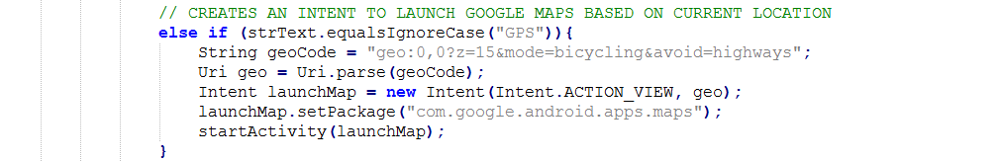 // CREATES AN INTENT TO LAUNCH GOOGLE MAPS BASED ON CURRENT LOCATION
else if (strText.equalsIgnoreCase("GPS")){
String geoCode = "geo:0,0?z=15&mode=bicycling&avoid=highways";
Uri geo = Uri.parse(geoCode);
Intent launchMap = new Intent(Intent.ACTION_VIEW, geo);
launchMap.setPackage("com.google.android.apps.maps");
startActivity(launchMap);
}